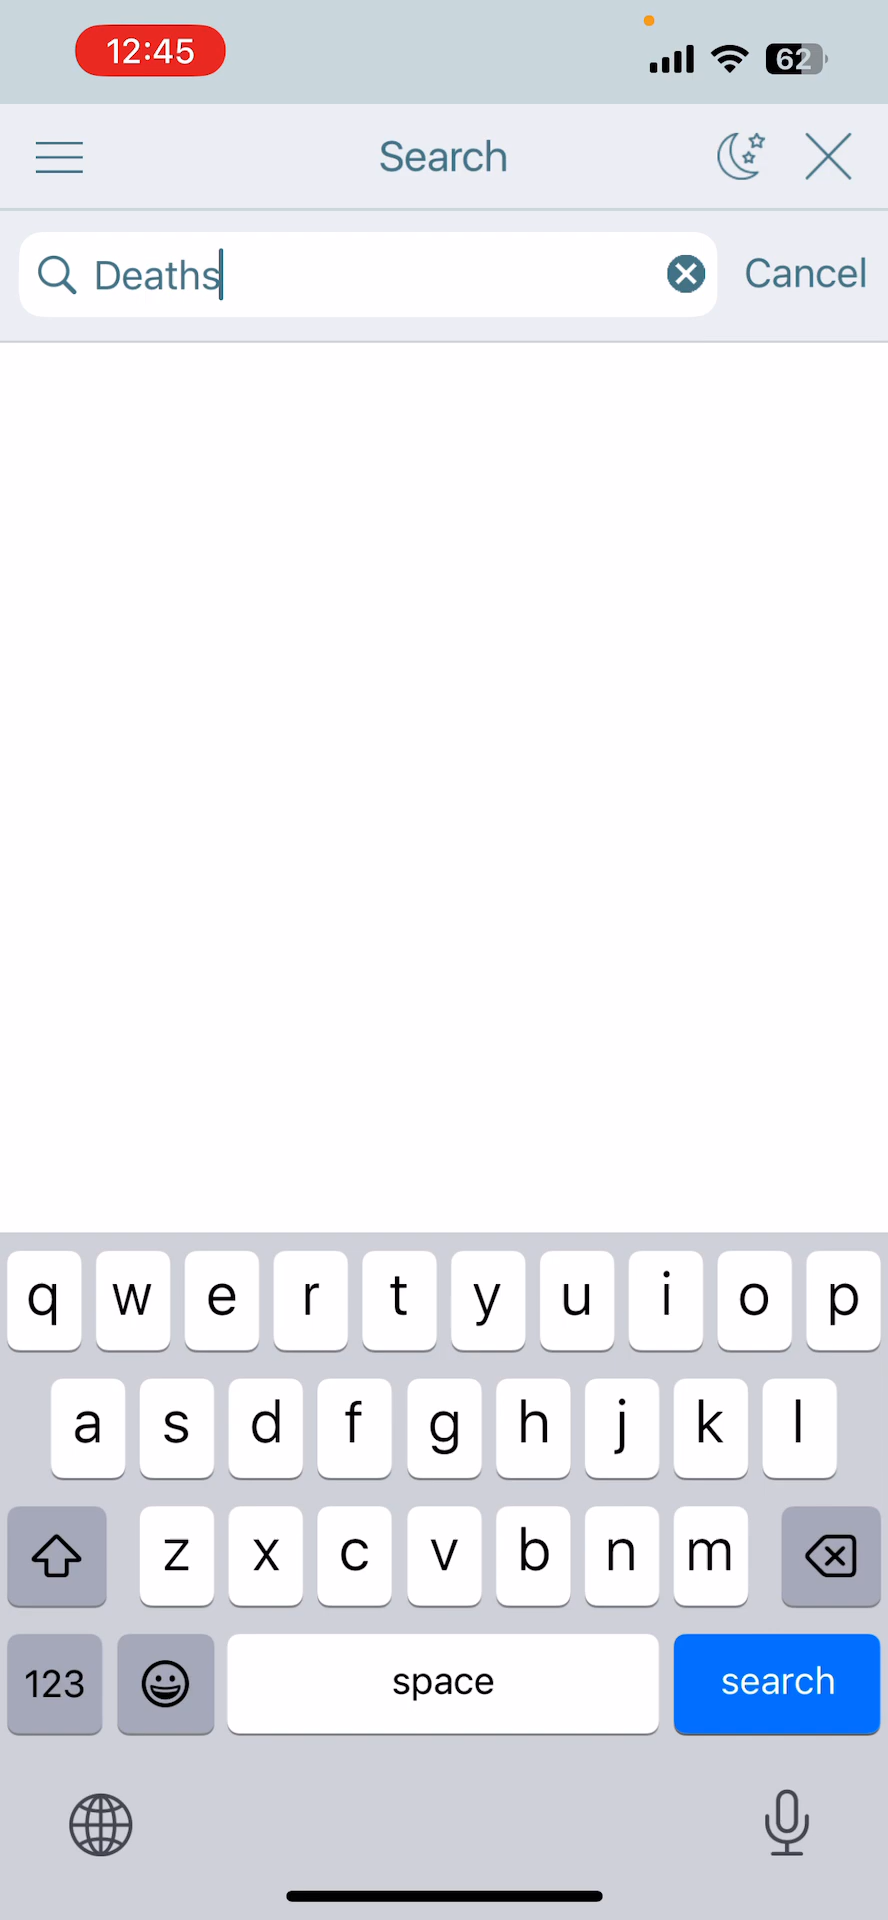 12:45
62
Search
Deaths
Cancel
q w e r t y u i o p
a s d f g h j k l
z x c v b n m
123 space search